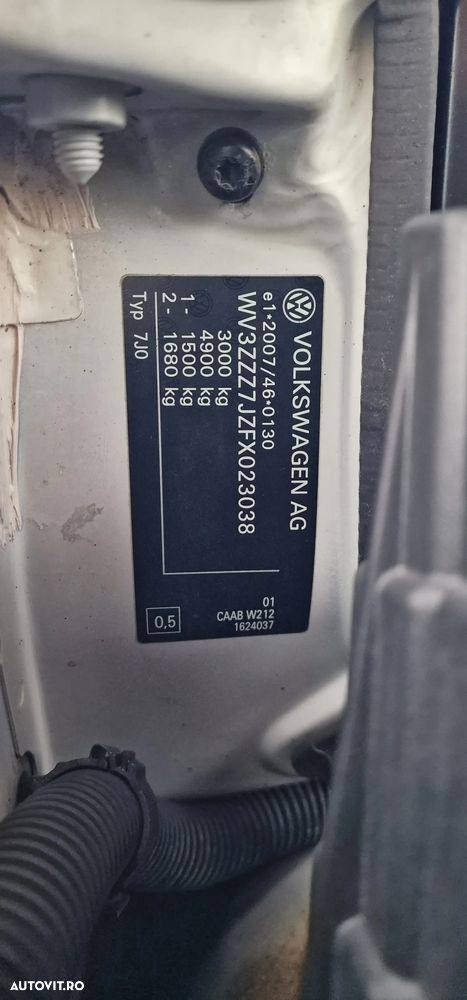 VOLKSWAGEN AG
e1*2007/46*0130
WV3ZZZ7JZFX023038
3000 kg
4900 kg
1 - 1500 kg
2 - 1680 kg
Typ 7J0
01
CAAB W212
1624037
0,5
AUTOVIT.RO